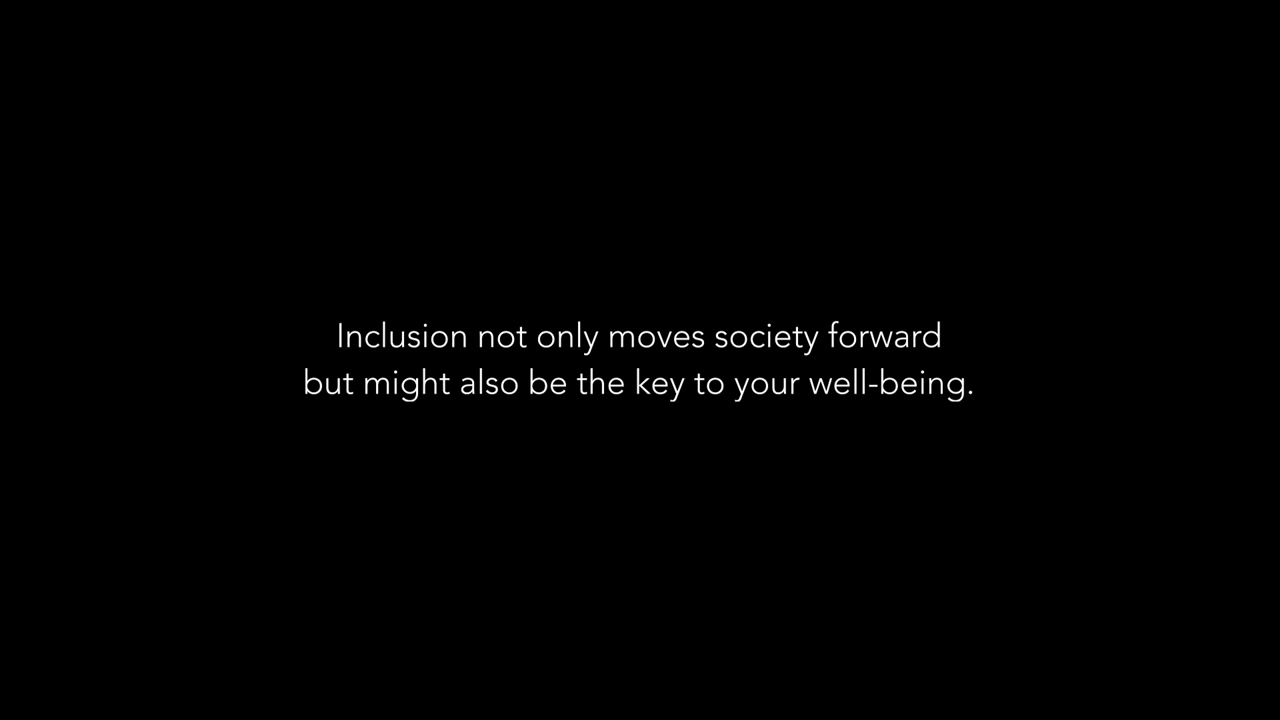 Inclusion not only moves society forward
but might also be the key to your well-being.